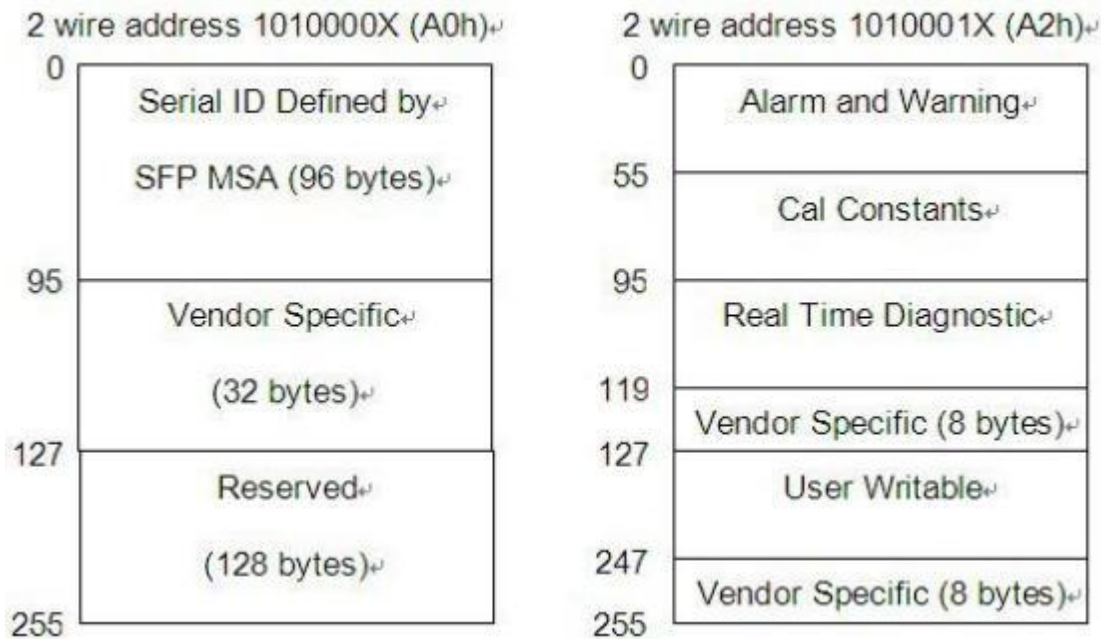 2 wire address 1010000X (A0h)↵
0
Serial ID Defined by↵
SFP MSA (96 bytes)↵
95
Vendor Specific↵
(32 bytes)↵
127
Reserved↵
(128 bytes)↵
255
2 wire address 1010001X (A2h)↵
0
Alarm and Warning↵
55
Cal Constants↵
95
Real Time Diagnostic↵
119
Vendor Specific (8 bytes)↵
127
User Writable↵
247
Vendor Specific (8 bytes)↵
255